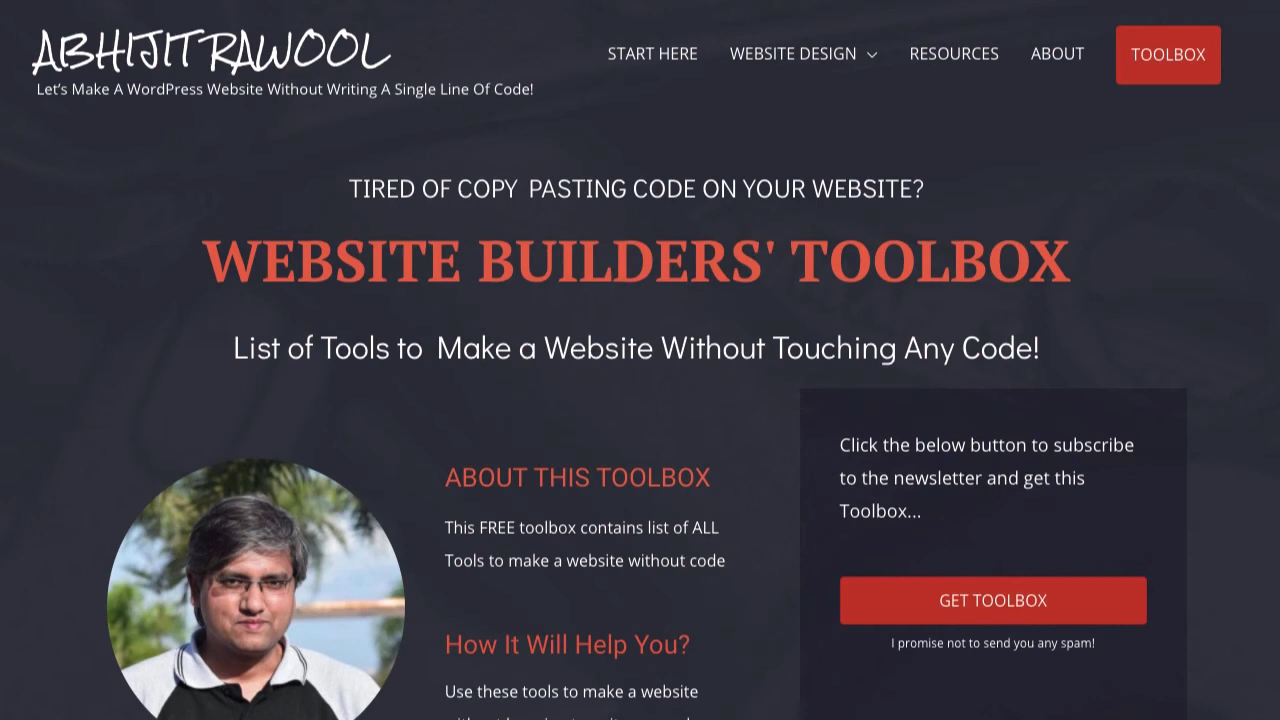 ABHIJIT RAWOOL
Let's Make A WordPress Website Without Writing A Single Line Of Code!
START HERE
WEBSITE DESIGN
RESOURCES
ABOUT
TOOLBOX
TIRED OF COPY PASTING CODE ON YOUR WEBSITE?
WEBSITE BUILDERS' TOOLBOX
List of Tools to Make a Website Without Touching Any Code!
ABOUT THIS TOOLBOX
This FREE toolbox contains list of ALL
Tools to make a website without code
How It Will Help You?
Use these tools to make a website
Click the below button to subscribe
to the newsletter and get this
Toolbox...
GET TOOLBOX
I promise not to send you any spam!